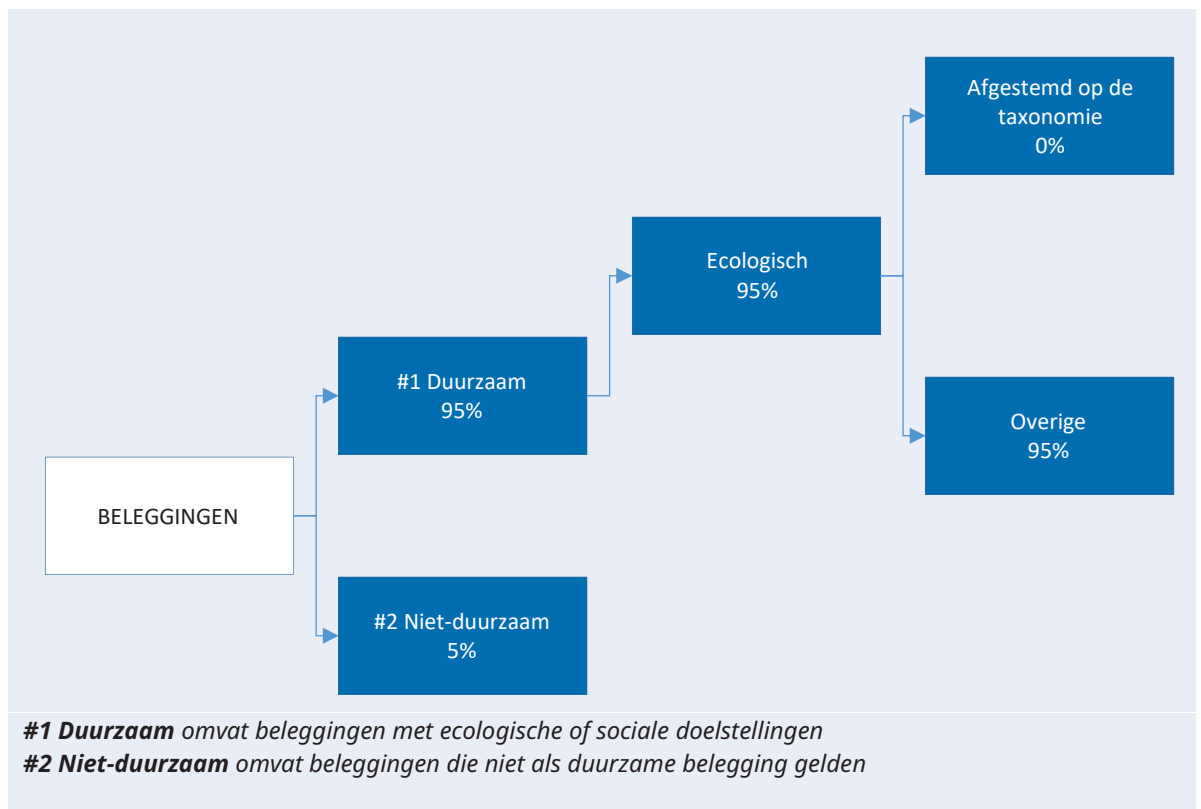 Afgestemd op de
taxonomie
0%
Ecologisch
95%
#1 Duurzaam
95%
Overige
95%
BELEGGINGEN
#2 Niet-duurzaam
5%
#1 Duurzaam omvat beleggingen met ecologische of sociale doelstellingen
#2 Niet-duurzaam omvat beleggingen die niet als duurzame belegging gelden